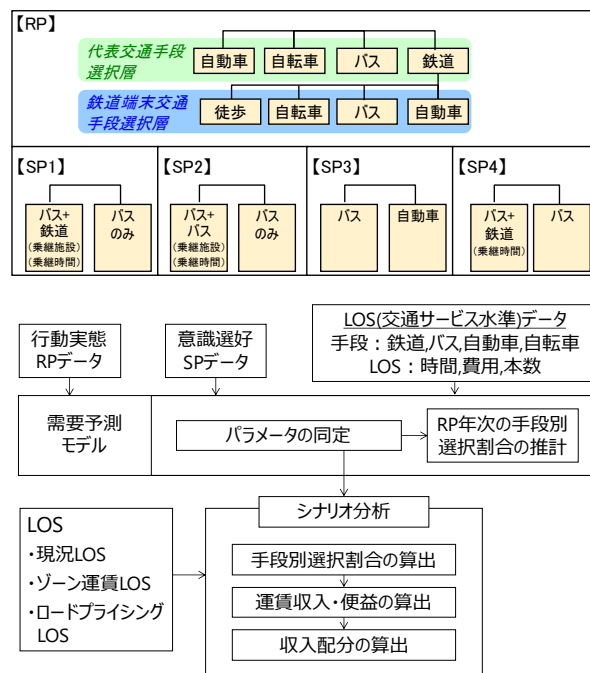 【RP】
代表交通手段
選択層
自動車
自転車
バス
鉄道
鉄道端末交通
手段選択層
徒歩
自転車
バス
自動車
【SP1】
バス+
鉄道
(乗継施設)
(乗継時間)
バス
のみ
【SP2】
バス+
バス
(乗継施設)
(乗継時間)
バス
のみ
【SP3】
バス
自動車
【SP4】
バス+
鉄道
(乗継時間)
バス
行動実態
RPデータ
意識選好
SPデータ
LOS(交通サービス水準)データ
手段：鉄道,バス,自動車,自転車
LOS：時間,費用,本数
需要予測
モデル
パラメータの同定
RP年次の手段別
選択割合の推計
シナリオ分析
LOS
・現況LOS
・ゾーン運賃LOS
・ロードプライシング
LOS
手段別選択割合の算出
運賃収入・便益の算出
収入配分の算出